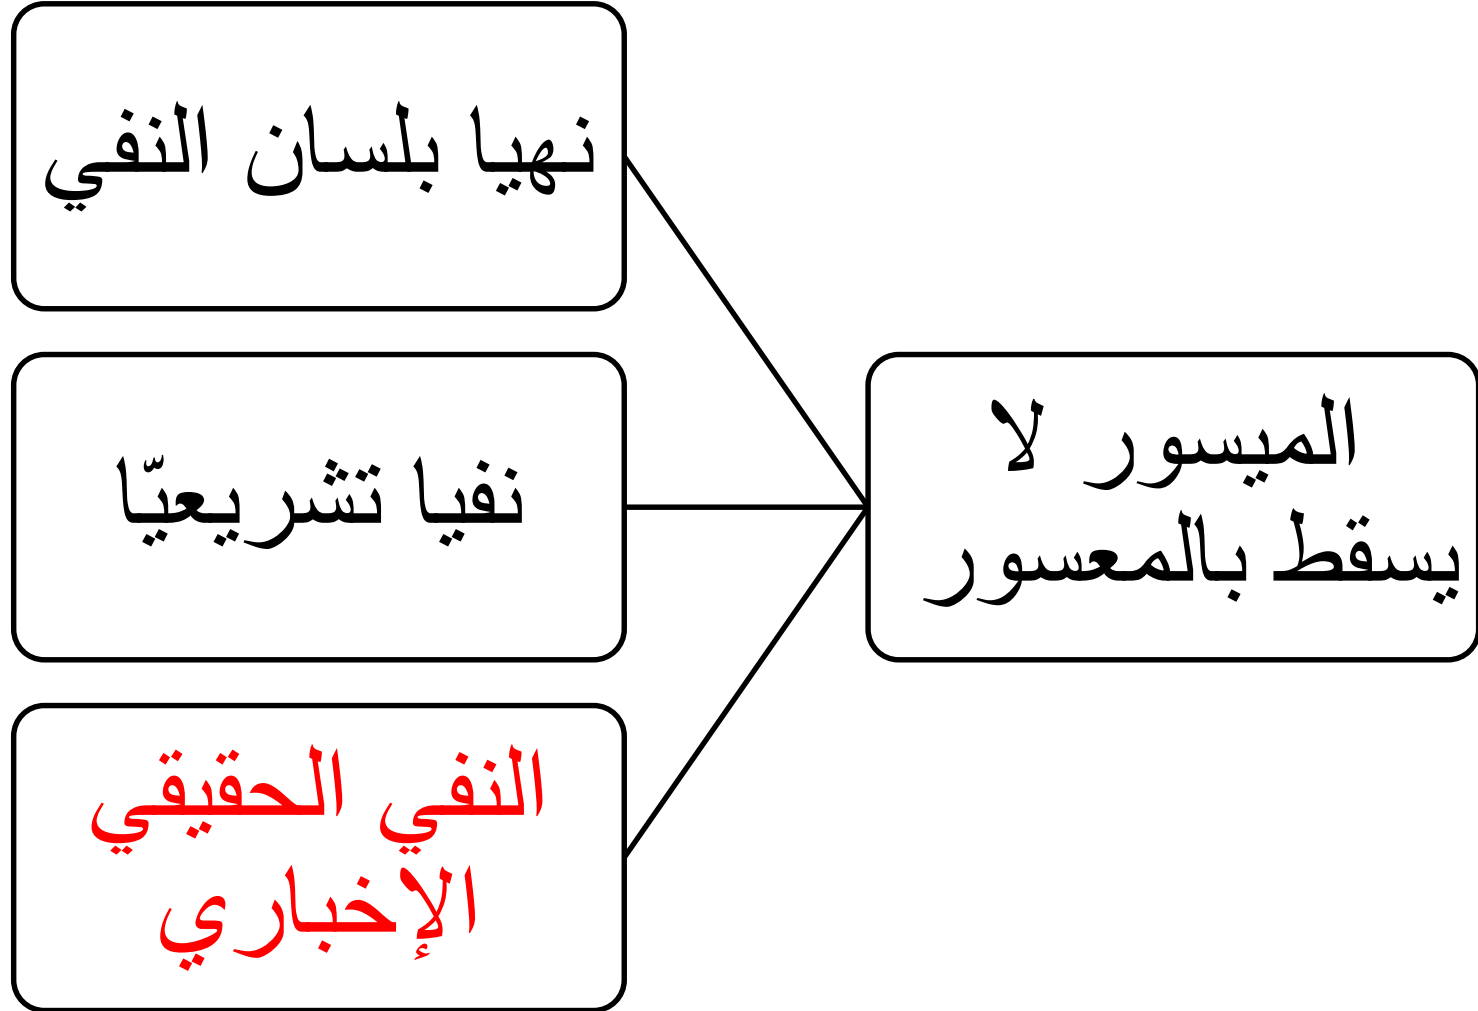 الميسور لا
يسقط بالمعسور
نهيا بلسان النفي
نفيا تشريعيّا
النفي الحقيقي
الإخباري